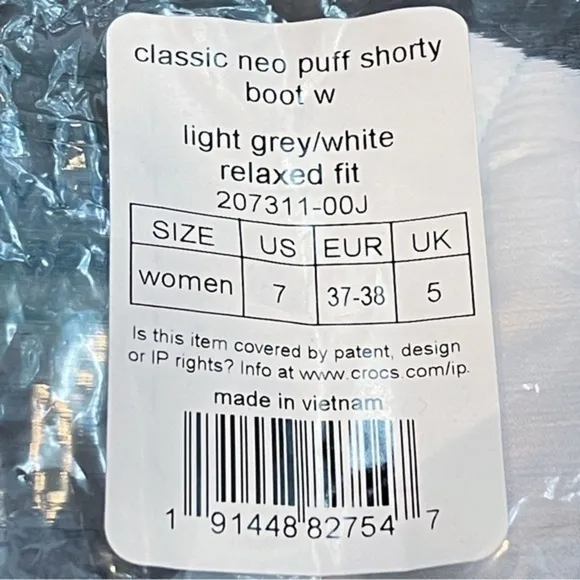 classic neo puff shorty
boot w
light grey/white
relaxed fit
207311-00J
SIZE US EUR UK
women 7 37-38 5
Is this item covered by patent, design
or IP rights? Info at www.crocs.com/ip.
made in vietnam
1 91448 82754 7